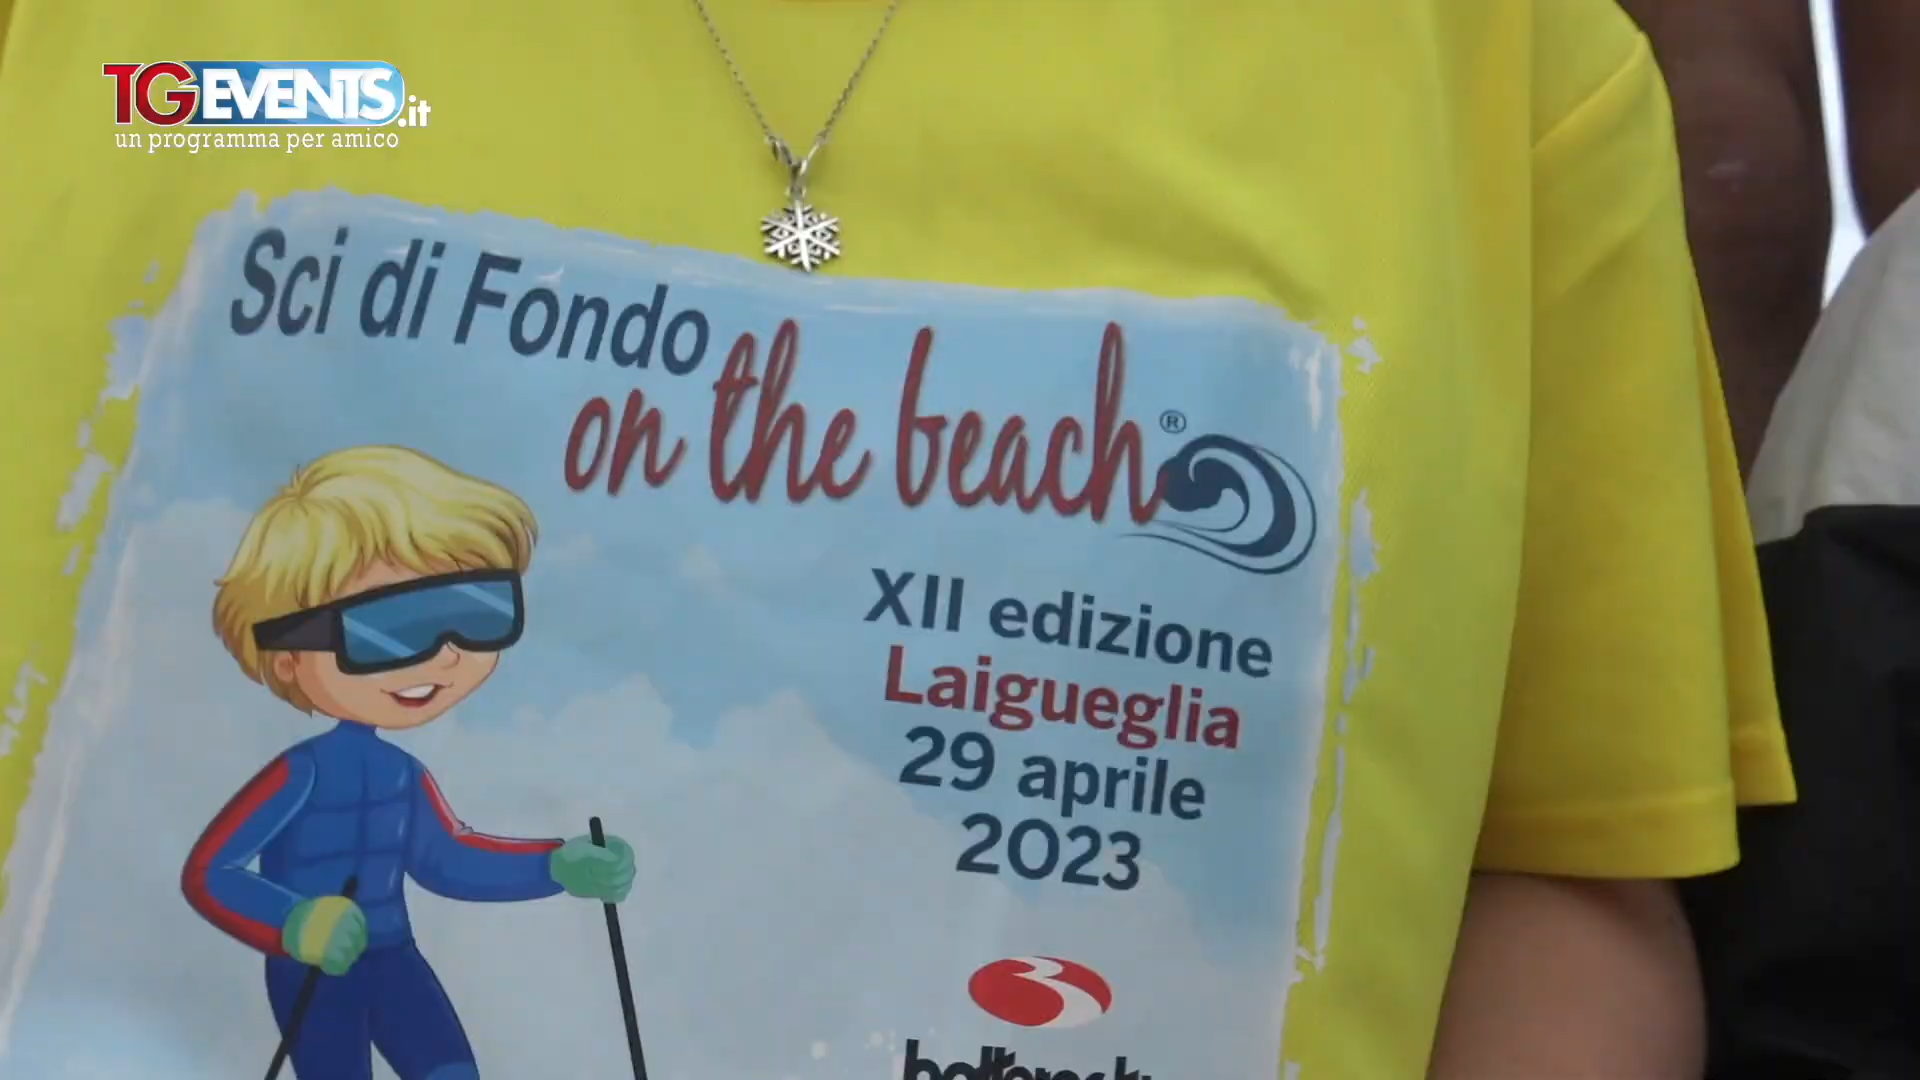 TGEVENTS.it
un programma per amico
Sci di Fondo
on the beach®
XII edizione
Laigueglia
29 aprile
2023